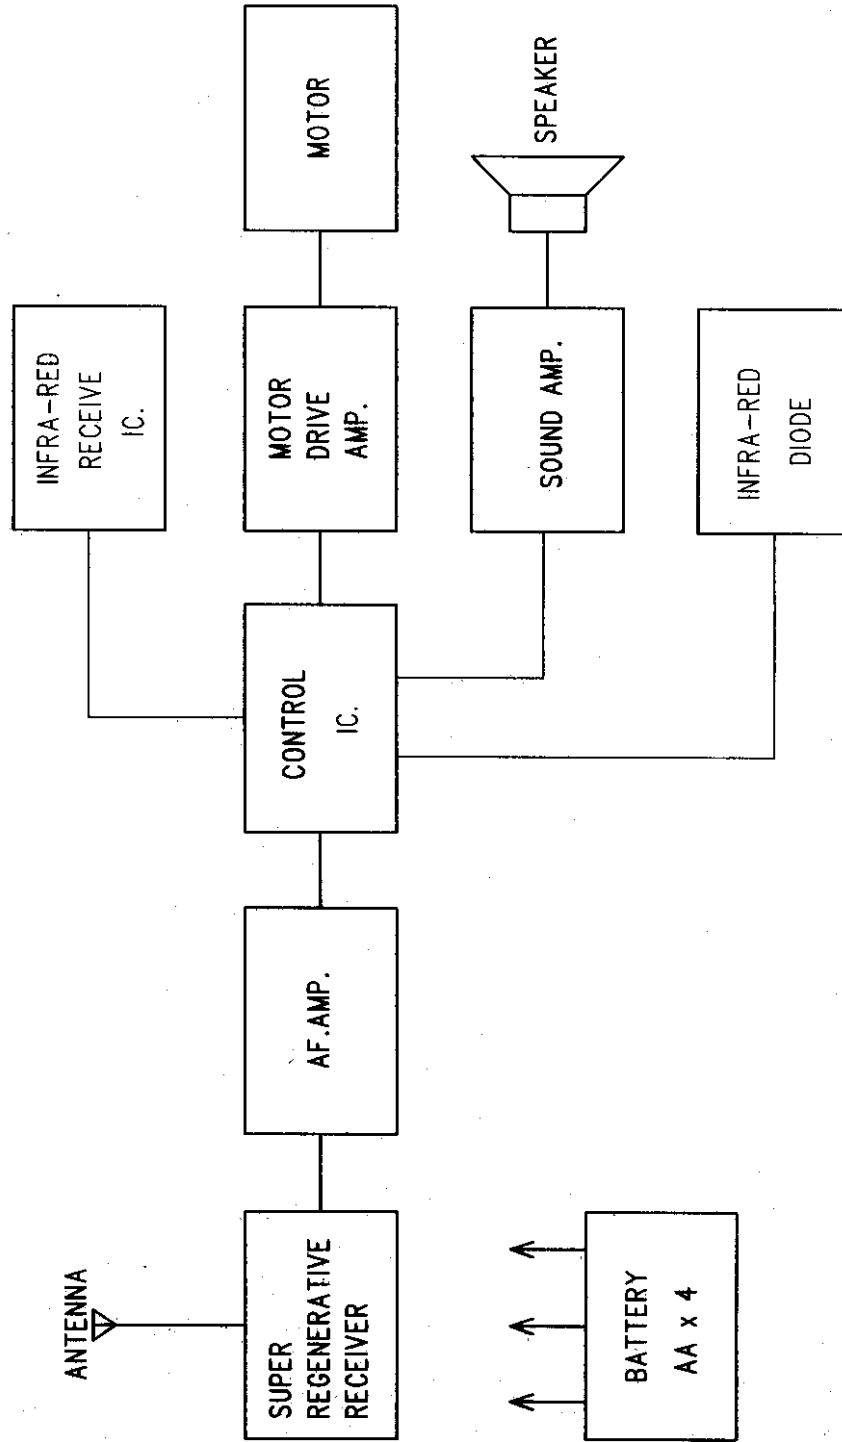 ANTENNA
SUPER
REGENERATIVE
RECEIVER
AF.AMP.
CONTROL
IC.
INFRA-RED
RECEIVE
IC.
MOTOR
DRIVE
AMP.
MOTOR
SOUND AMP.
SPEAKER
INFRA-RED
DIODE
BATTERY
AA x 4